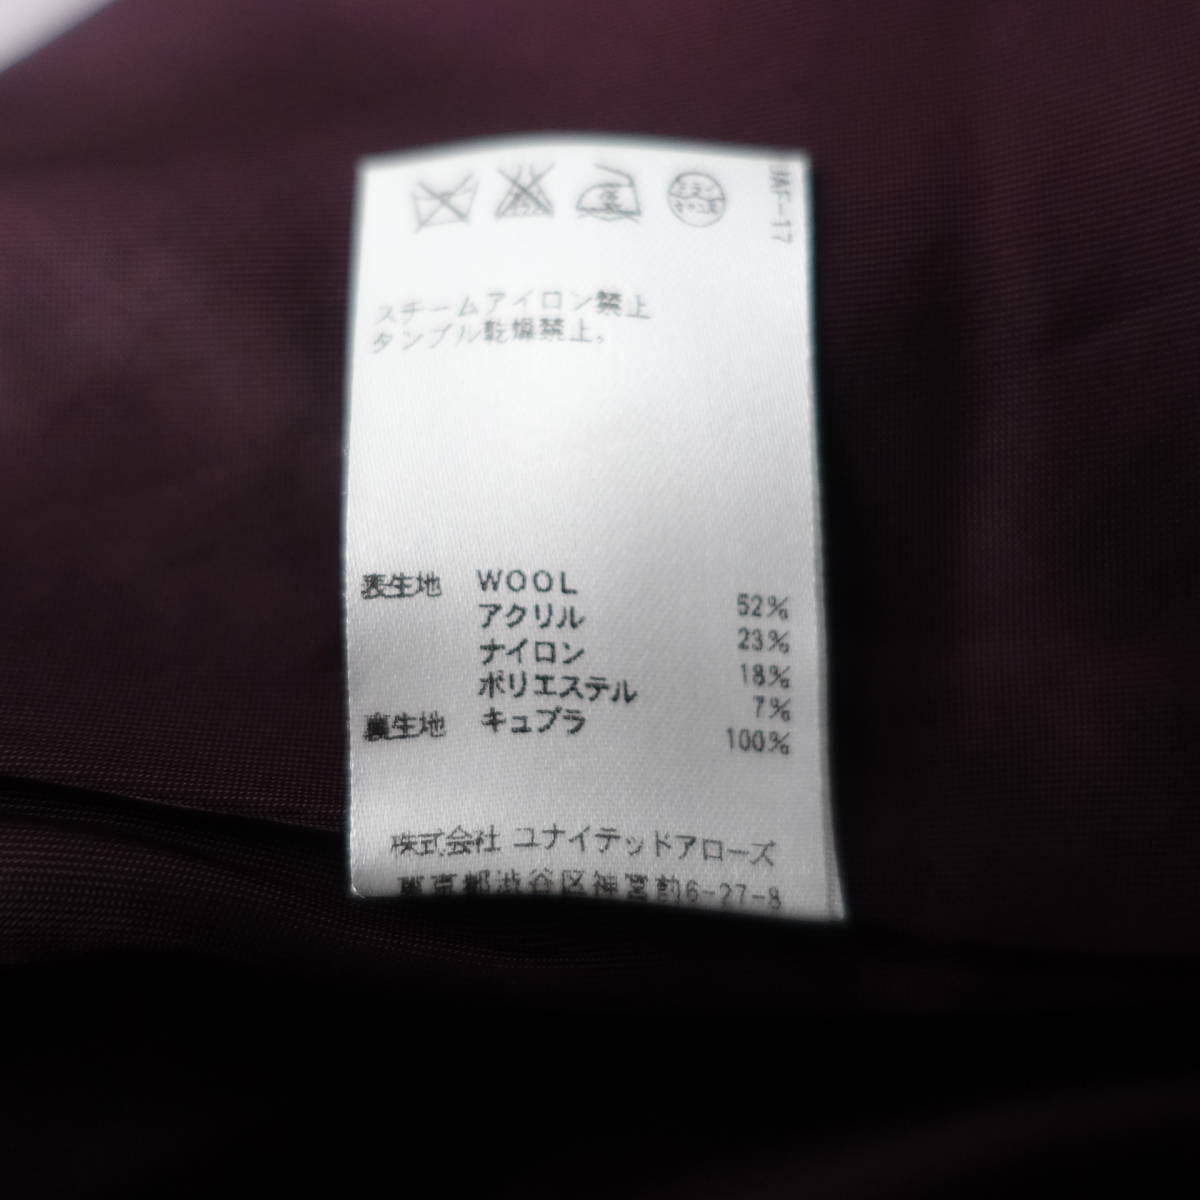 スチームアイロン禁止
タンブル乾燥禁止。
表生地 WOOL 52%
アクリル 23%
ナイロン 18%
ポリエステル 7%
裏生地 キュプラ 100%
株式会社 ユナイテッドアローズ
東京都渋谷区神宮前6-27-8